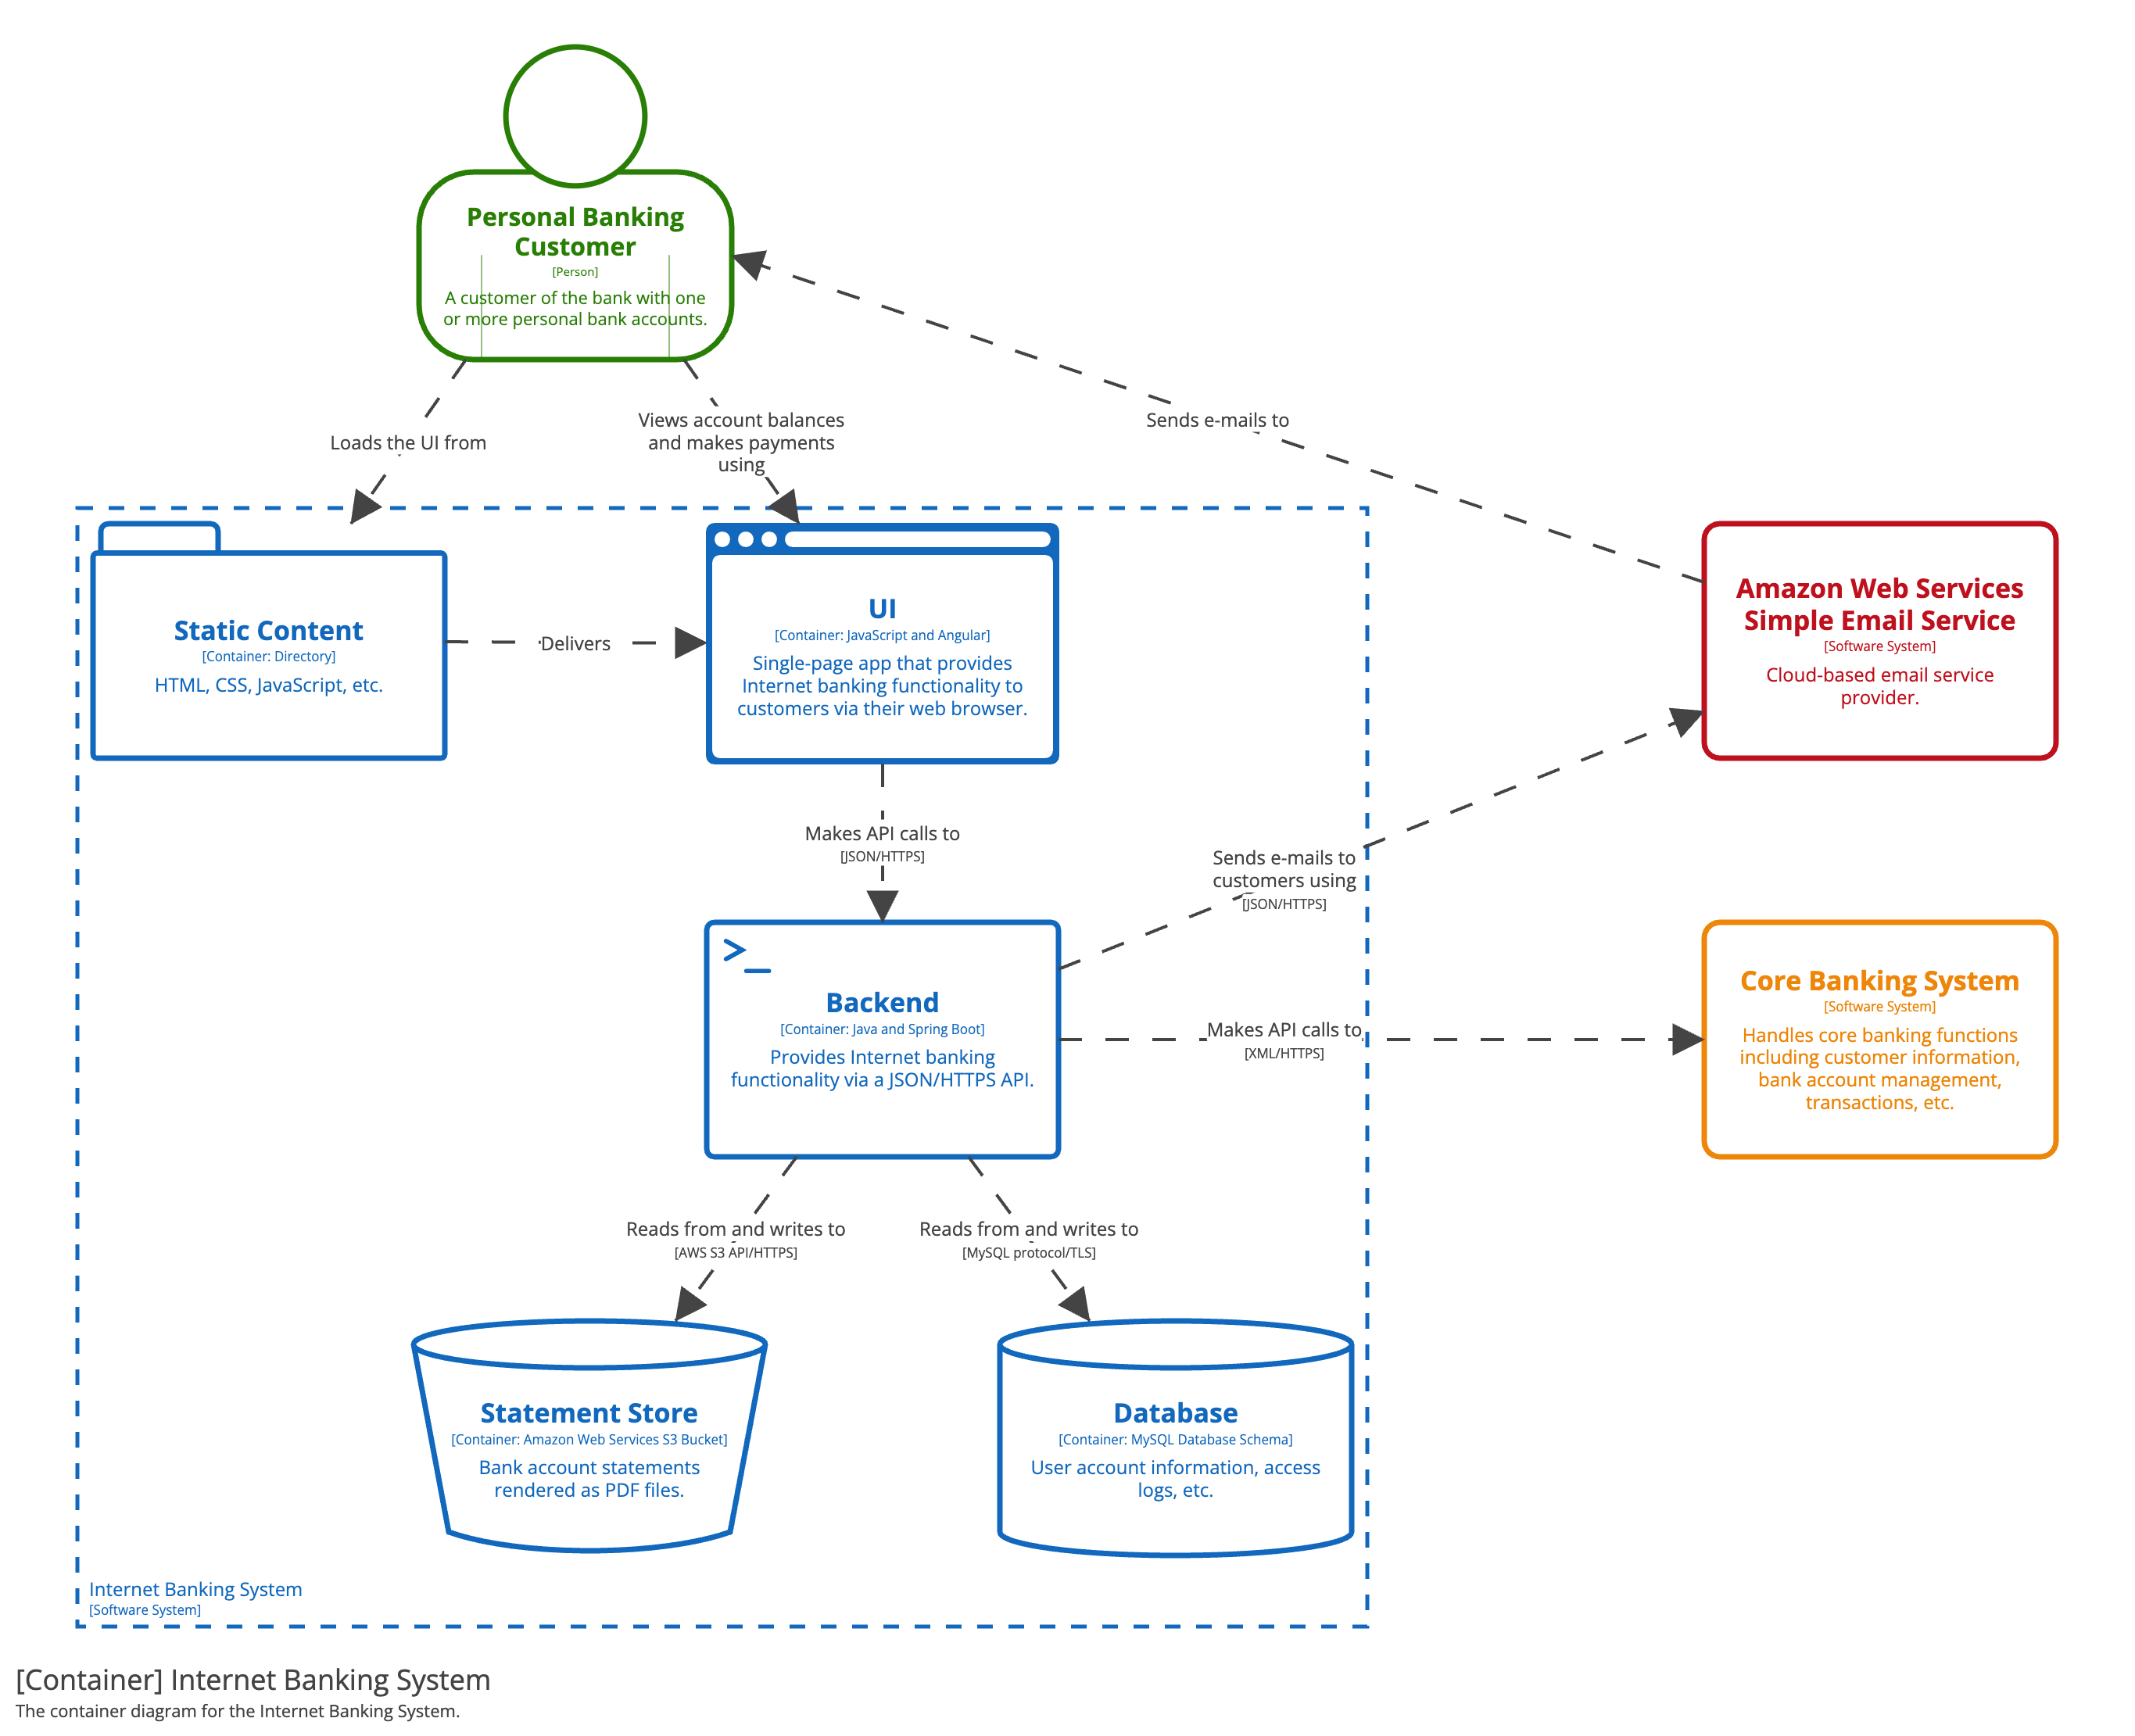 Personal Banking
Customer
[Person]
A customer of the bank with one
or more personal bank accounts.
Loads the UI from
Views account balances
and makes payments
using
Sends e-mails to
Static Content
[Container: Directory]
HTML, CSS, JavaScript, etc.
Delivers
UI
[Container: JavaScript and Angular]
Single-page app that provides
Internet banking functionality to
customers via their web browser.
Amazon Web Services
Simple Email Service
[Software System]
Cloud-based email service
provider.
Makes API calls to
[JSON/HTTPS]
Sends e-mails to
customers using
[JSON/HTTPS]
>_
Backend
[Container: Java and Spring Boot]
Provides Internet banking
functionality via a JSON/HTTPS API.
Makes API calls to
[XML/HTTPS]
Core Banking System
[Software System]
Handles core banking functions
including customer information,
bank account management,
transactions, etc.
Reads from and writes to
[AWS S3 API/HTTPS]
Reads from and writes to
[MySQL protocol/TLS]
Statement Store
[Container: Amazon Web Services S3 Bucket]
Bank account statements
rendered as PDF files.
Database
[Container: MySQL Database Schema]
User account information, access
logs, etc.
Internet Banking System
[Software System]
[Container] Internet Banking System
The container diagram for the Internet Banking System.